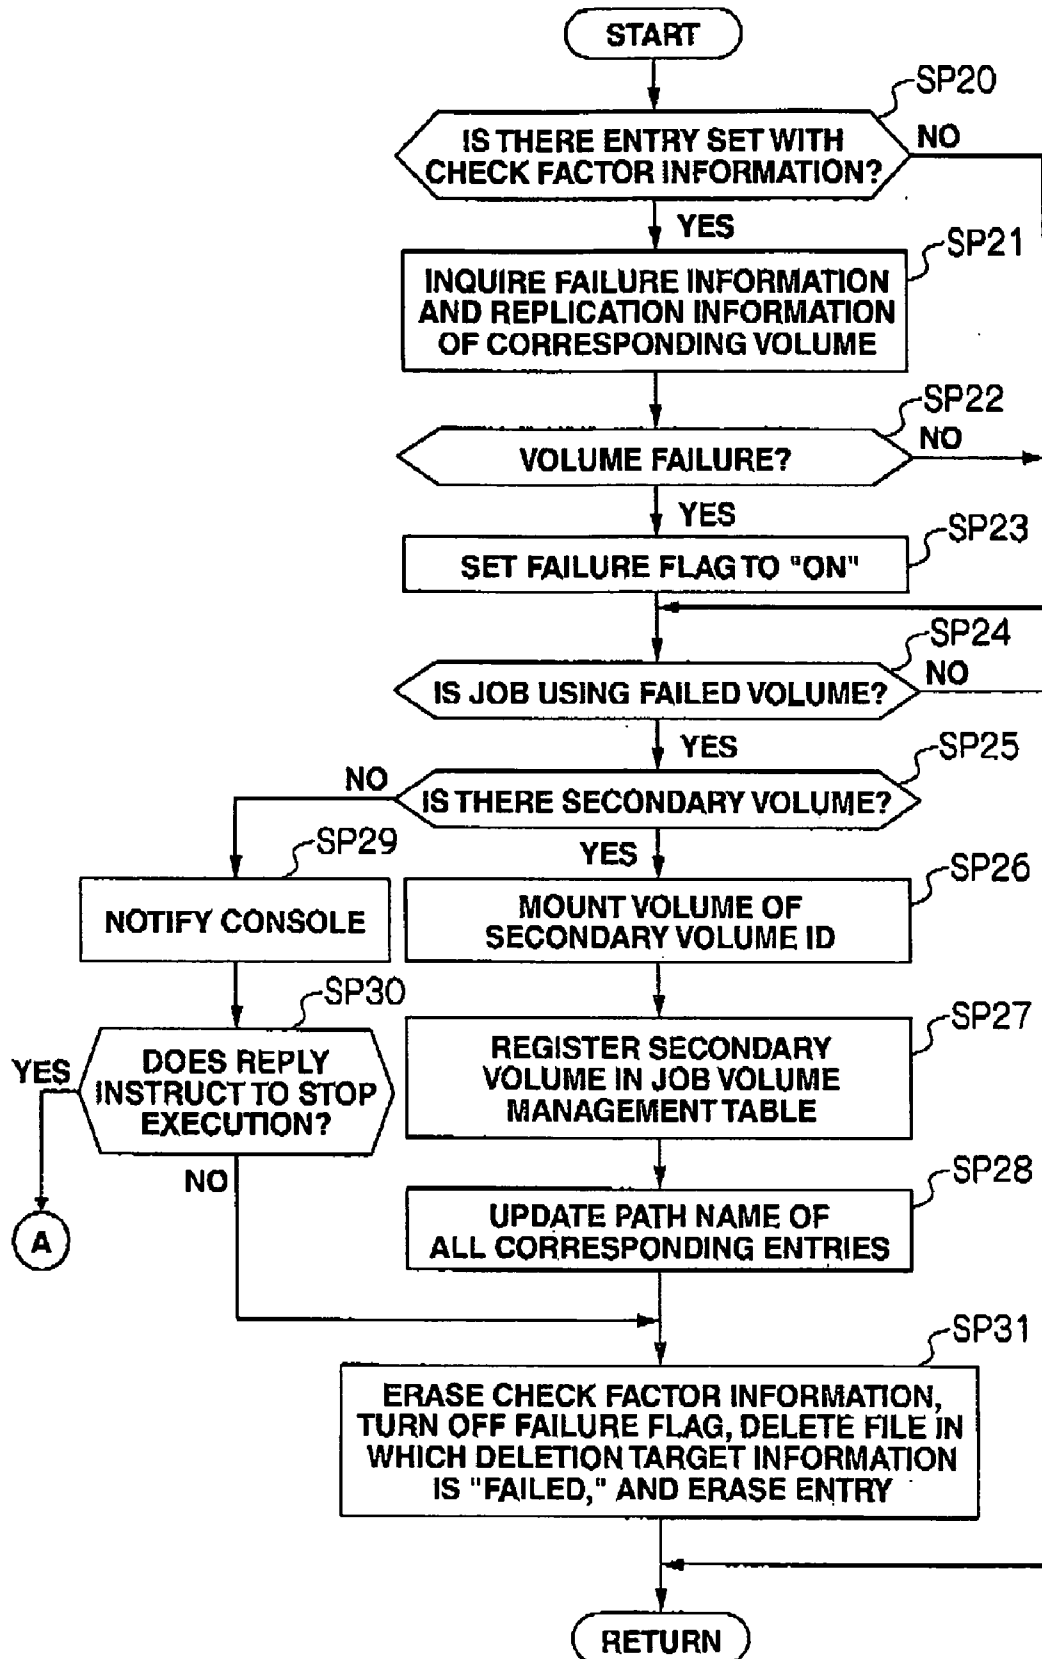 START
SP20
IS THERE ENTRY SET WITH
CHECK FACTOR INFORMATION?
NO
YES
SP21
INQUIRE FAILURE INFORMATION
AND REPLICATION INFORMATION
OF CORRESPONDING VOLUME
SP22
VOLUME FAILURE?
NO
YES
SP23
SET FAILURE FLAG TO "ON"
SP24
IS JOB USING FAILED VOLUME?
NO
YES
SP25
IS THERE SECONDARY VOLUME?
NO
YES
SP29
NOTIFY CONSOLE
SP26
MOUNT VOLUME OF
SECONDARY VOLUME ID
SP30
DOES REPLY
INSTRUCT TO STOP
EXECUTION?
YES
NO
A
SP27
REGISTER SECONDARY
VOLUME IN JOB VOLUME
MANAGEMENT TABLE
SP28
UPDATE PATH NAME OF
ALL CORRESPONDING ENTRIES
SP31
ERASE CHECK FACTOR INFORMATION,
TURN OFF FAILURE FLAG, DELETE FILE IN
WHICH DELETION TARGET INFORMATION
IS "FAILED," AND ERASE ENTRY
RETURN